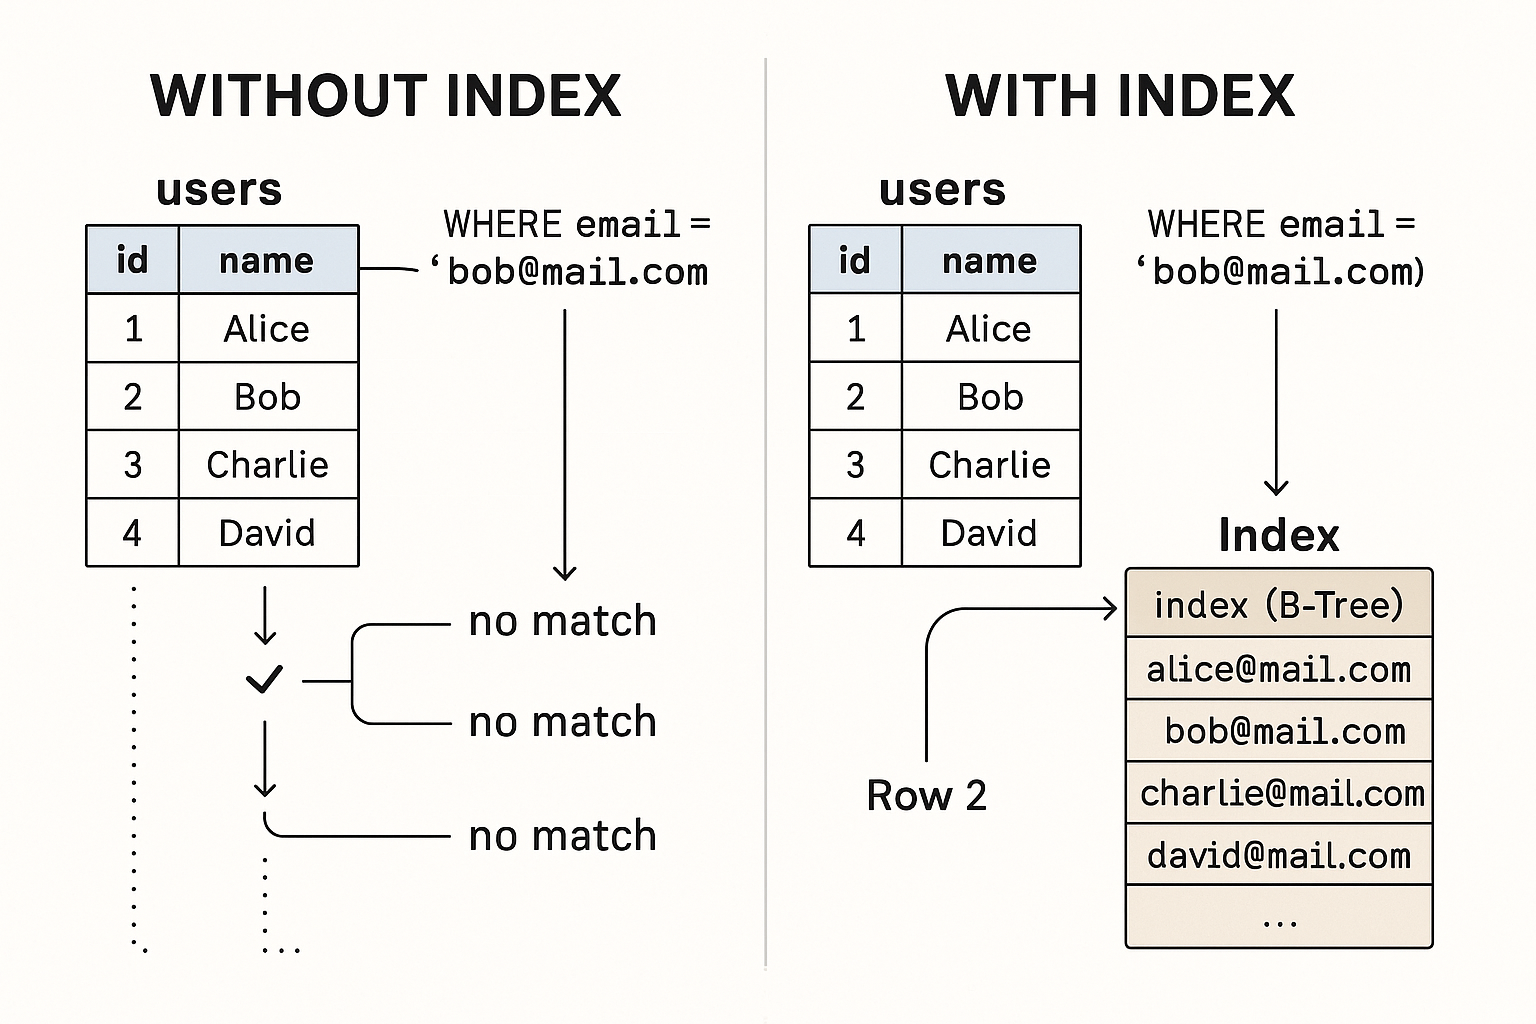 WITHOUT INDEX
users
id name
1 Alice
2 Bob
3 Charlie
4 David
WHERE email =
‘bob@mail.com
no match
no match
no match
WITH INDEX
users
id name
1 Alice
2 Bob
3 Charlie
4 David
WHERE email =
‘bob@mail.com)
Index
index (B-Tree)
alice@mail.com
bob@mail.com
charlie@mail.com
david@mail.com
...
Row 2